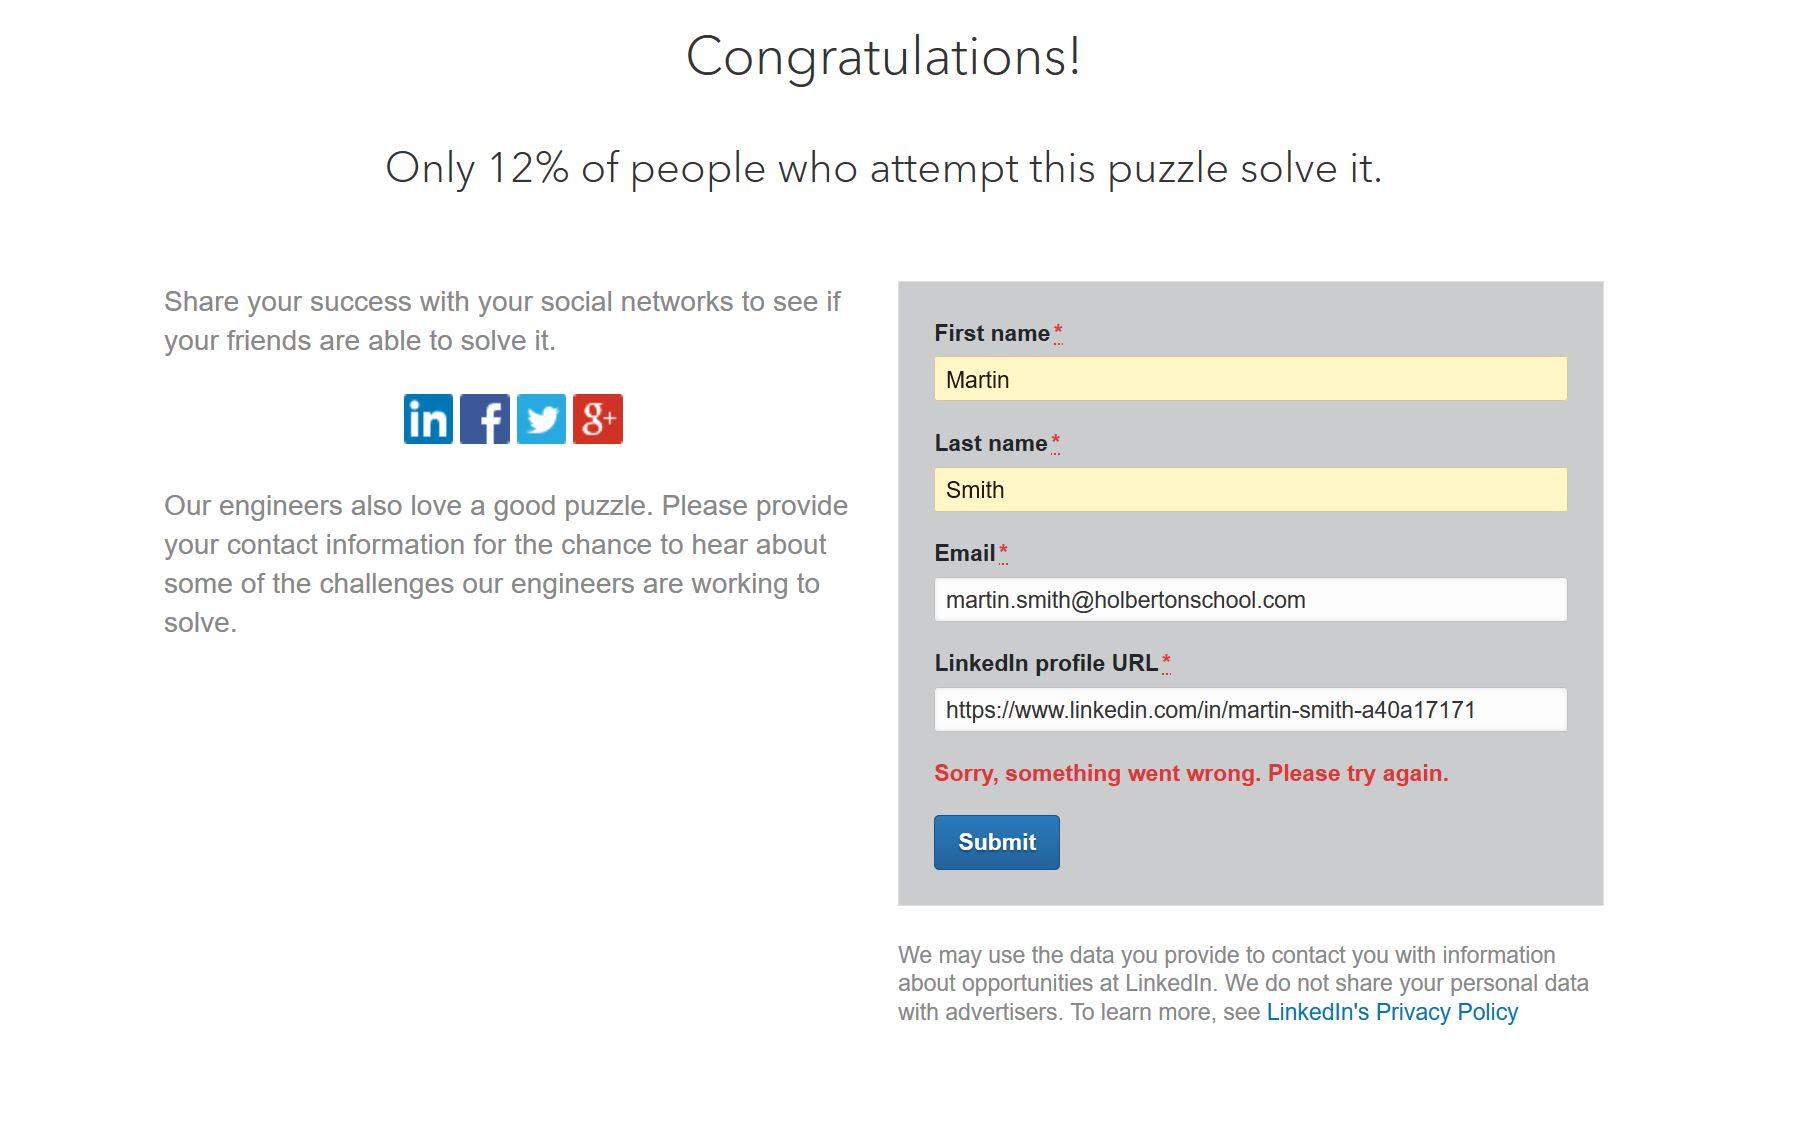 Congratulations!
Only 12% of people who attempt this puzzle solve it.
Share your success with your social networks to see if
your friends are able to solve it.
in f g+
Our engineers also love a good puzzle. Please provide
your contact information for the chance to hear about
some of the challenges our engineers are working to
solve.
First name*
Martin
Last name*
Smith
Email*
martin.smith@holbertonschool.com
LinkedIn profile URL*
https://www.linkedin.com/in/martin-smith-a40a17171
Sorry, something went wrong. Please try again.
Submit
We may use the data you provide to contact you with information
about opportunities at LinkedIn. We do not share your personal data
with advertisers. To learn more, see LinkedIn's Privacy Policy